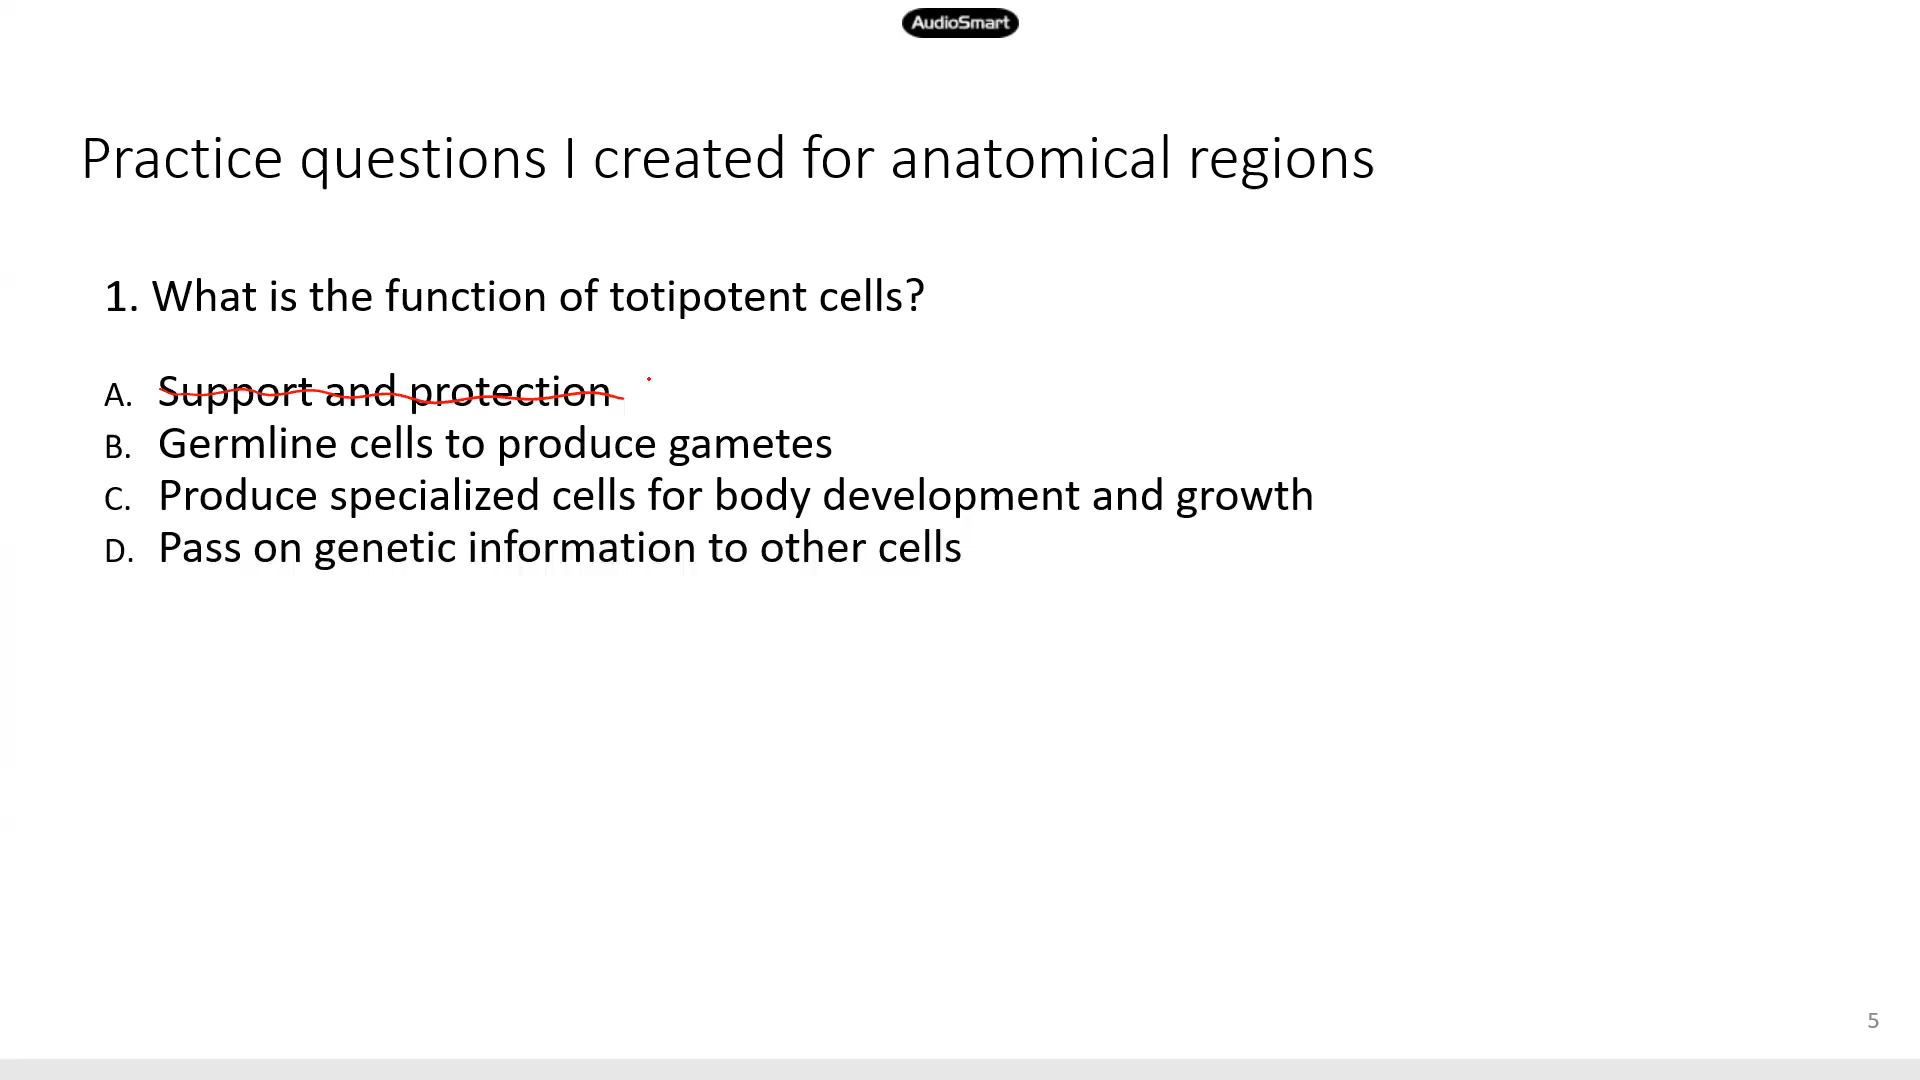 AudioSmart
Practice questions I created for anatomical regions
1. What is the function of totipotent cells?
A. Support and protection
B. Germline cells to produce gametes
C. Produce specialized cells for body development and growth
D. Pass on genetic information to other cells
5